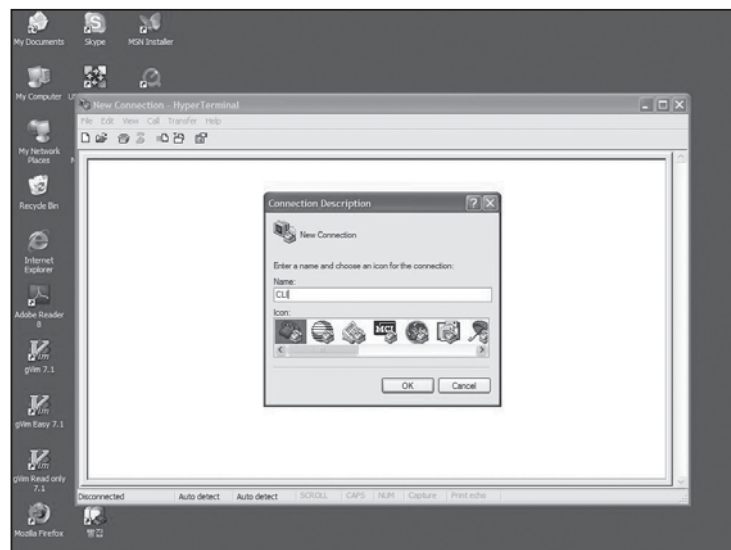 My Documents
Skype
MSN Installer
My Computer
New Connection - HyperTerminal
File Edit View Call Transfer Help
My Network
Places
Recycle Bin
Connection Description
New Connection
Internet
Explorer
Enter a name and choose an icon for the connection:
Name:
CLI
Adobe Reader
8
Icon:
MCI
gVim 7.1
OK Cancel
gVim Easy 7.1
gVim Read only
7.1
Disconnected Auto detect Auto detect SCROLL CAPS NUM Capture Print echo
Mozilla Firefox